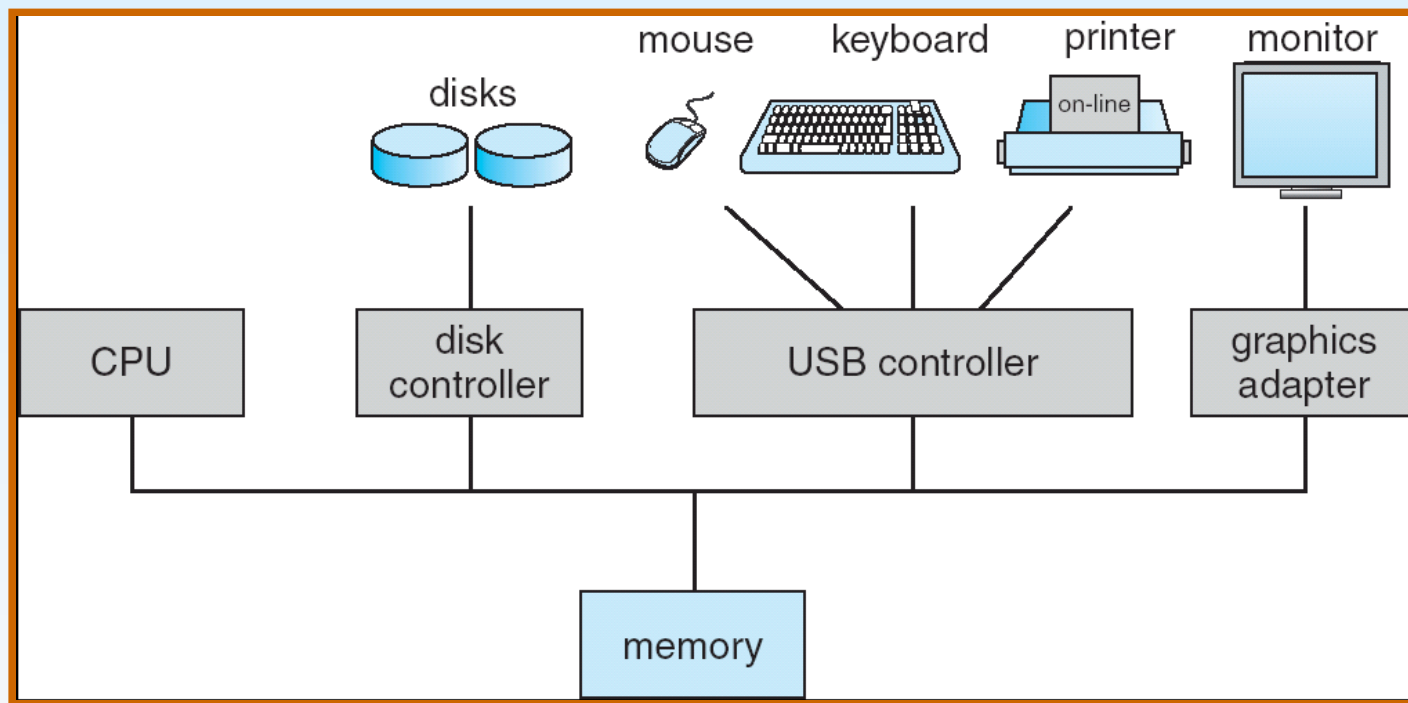 mouse
keyboard
printer
monitor
disks
on-line
CPU
disk
controller
USB controller
graphics
adapter
memory